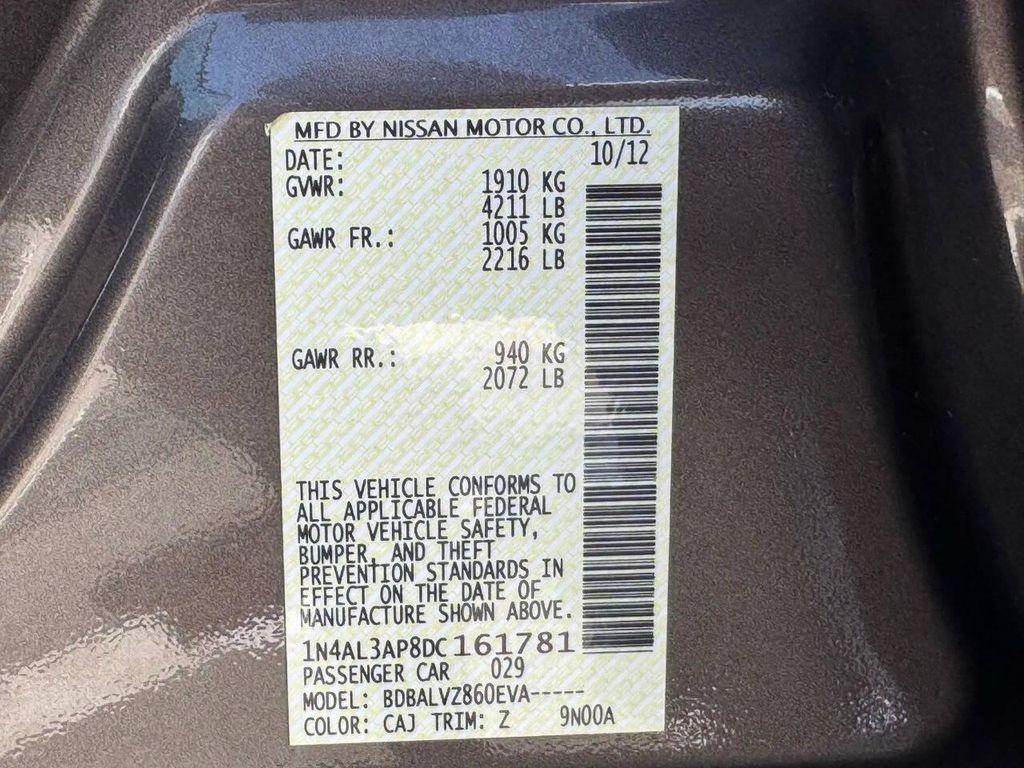 MFD BY NISSAN MOTOR CO., LTD.
DATE: 10/12
GVWR: 1910 KG
4211 LB
GAWR FR.: 1005 KG
2216 LB
GAWR RR.: 940 KG
2072 LB
THIS VEHICLE CONFORMS TO
ALL APPLICABLE FEDERAL
MOTOR VEHICLE SAFETY,
BUMPER, AND THEFT
PREVENTION STANDARDS IN
EFFECT ON THE DATE OF
MANUFACTURE SHOWN ABOVE.
1N4AL3AP8DC161781
PASSENGER CAR 029
MODEL: BDBALVZ860EVA-----
COLOR: CAJ TRIM: Z 9N00A